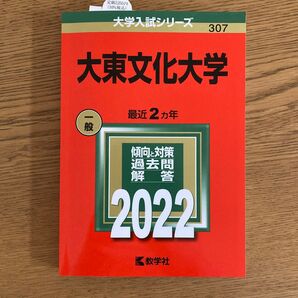 大学入試シリーズ
307
大東文化大学
一般
最近2カ年
傾向と対策
過去問
解答
2022
教学社